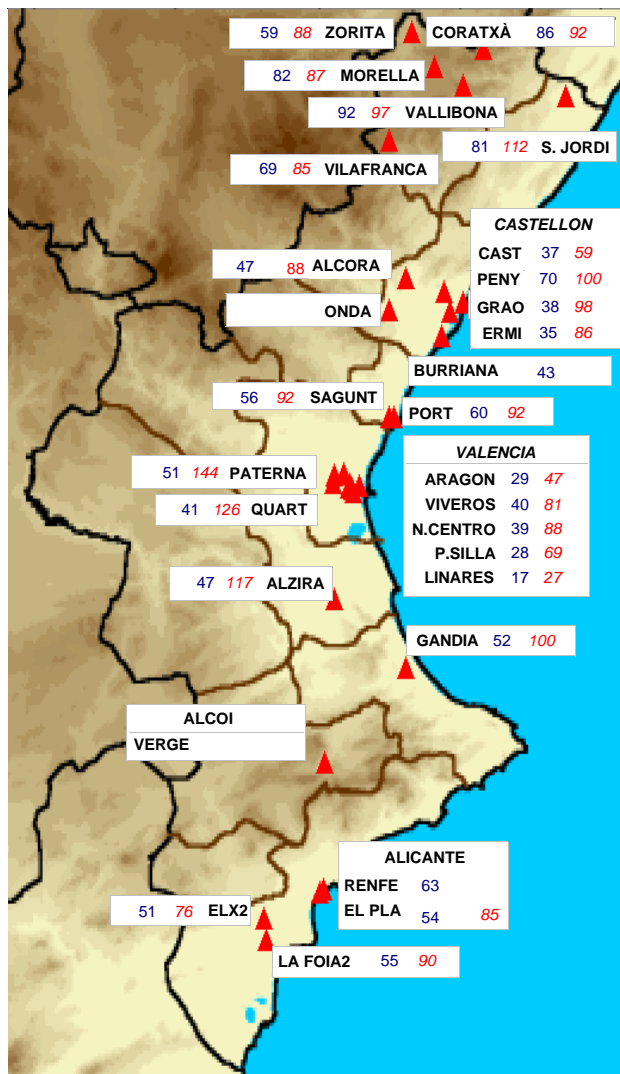 59 88 ZORITA
CORATXÀ 86 92
82 87 MORELLA
92 97 VALLIBONA
81 112 S. JORDI
69 85 VILAFRANCA
CASTELLON
CAST 37 59
PENY 70 100
GRAO 38 98
ERMI 35 86
47 88 ALCORA
ONDA
BURRIANA 43
56 92 SAGUNT
PORT 60 92
VALENCIA
ARAGON 29 47
VIVEROS 40 81
N.CENTRO 39 88
P.SILLA 28 69
LINARES 17 27
51 144 PATERNA
41 126 QUART
47 117 ALZIRA
GANDIA 52 100
ALCOI
VERGE
ALICANTE
RENFE 63
EL PLA 54 85
51 76 ELX2
LA FOIA2 55 90